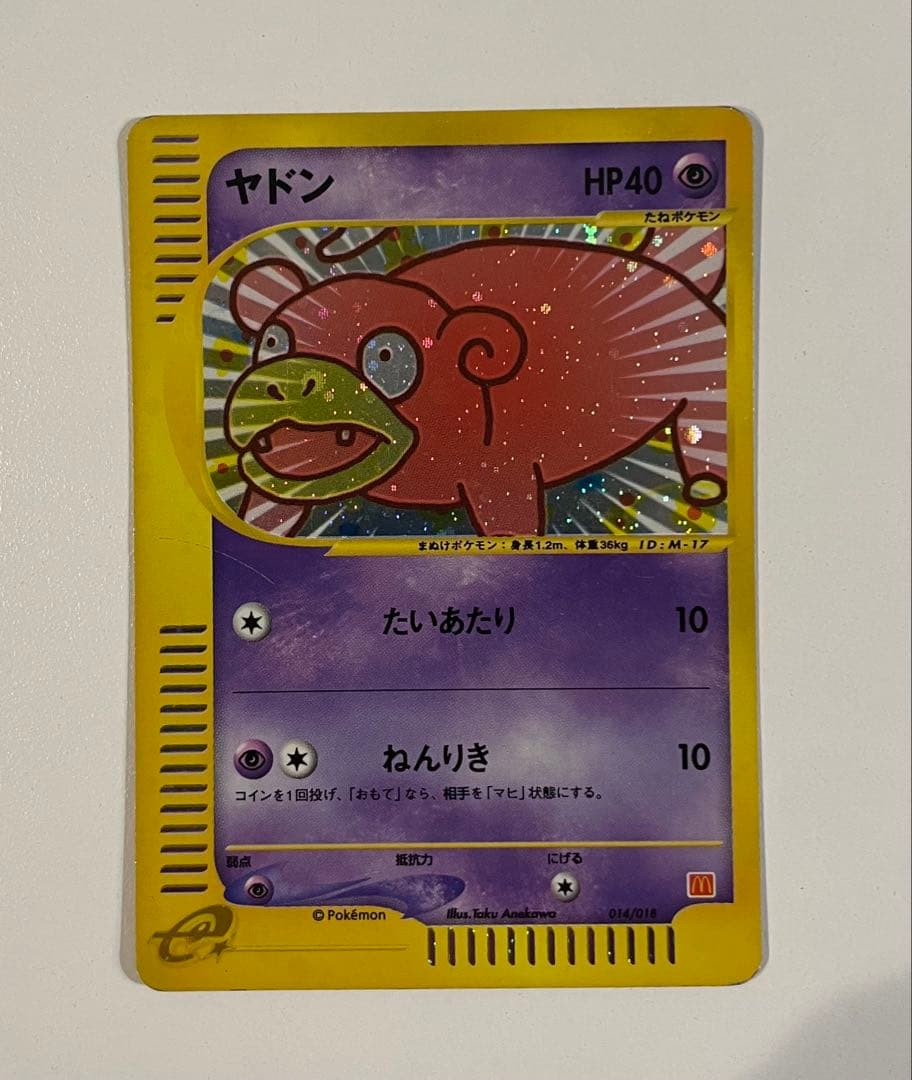 ヤドン
HP40
たねポケモン
まぬけポケモン：身長1.2m、体重36kg ID:M-17
たいあたり 10
ねんりき 10
コインを1回投げ、「おもて」なら、相手を「マヒ」状態にする。
弱点 抵抗力 にげる
© Pokémon Illus.Taku Anekawa 014/018
e